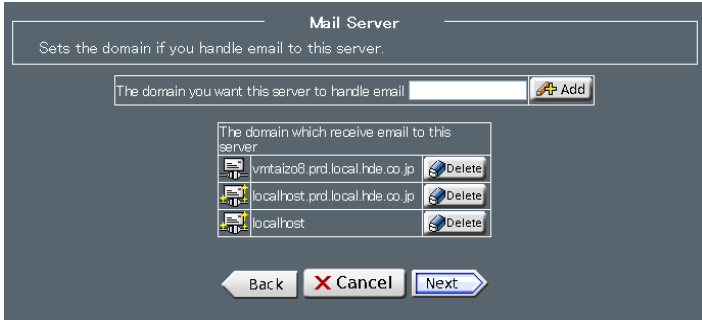 Mail Server
Sets the domain if you handle email to this server.
The domain you want this server to handle email Add
The domain which receive email to this
server
vmtaizo8.prd.local.hde.co.jp Delete
localhost.prd.local.hde.co.jp Delete
localhost Delete
Back Cancel Next